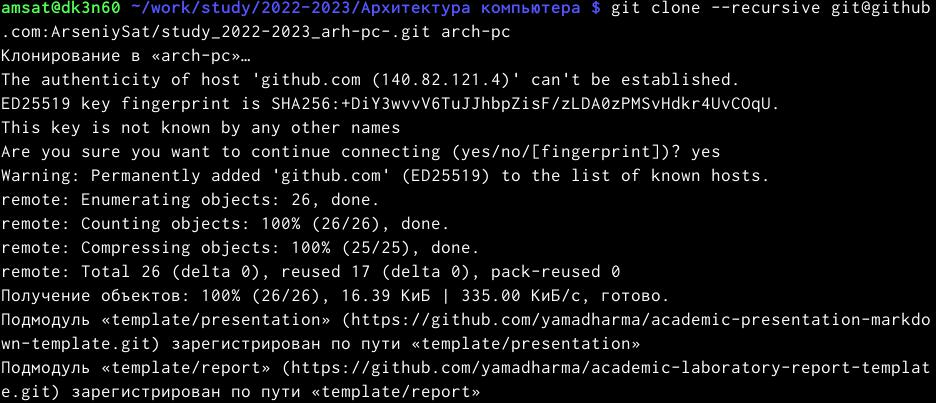 amsat@dk3n60 ~/work/study/2022-2023/Архитектура компьютера $ git clone --recursive git@github
.com:ArseniySat/study_2022-2023_arh-pc-.git arch-pc
Клонирование в «arch-pc»…
The authenticity of host 'github.com (140.82.121.4)' can't be established.
ED25519 key fingerprint is SHA256:+DiY3wvvV6TuJJhbpZisF/zLDA0zPMSvHdkr4UvCOqU.
This key is not known by any other names
Are you sure you want to continue connecting (yes/no/[fingerprint])? yes
Warning: Permanently added 'github.com' (ED25519) to the list of known hosts.
remote: Enumerating objects: 26, done.
remote: Counting objects: 100% (26/26), done.
remote: Compressing objects: 100% (25/25), done.
remote: Total 26 (delta 0), reused 17 (delta 0), pack-reused 0
Получение объектов: 100% (26/26), 16.39 КиБ | 335.00 КиБ/с, готово.
Подмодуль «template/presentation» (https://github.com/yamadharma/academic-presentation-markdo
wn-template.git) зарегистрирован по пути «template/presentation»
Подмодуль «template/report» (https://github.com/yamadharma/academic-laboratory-report-templat
e.git) зарегистрирован по пути «template/report»